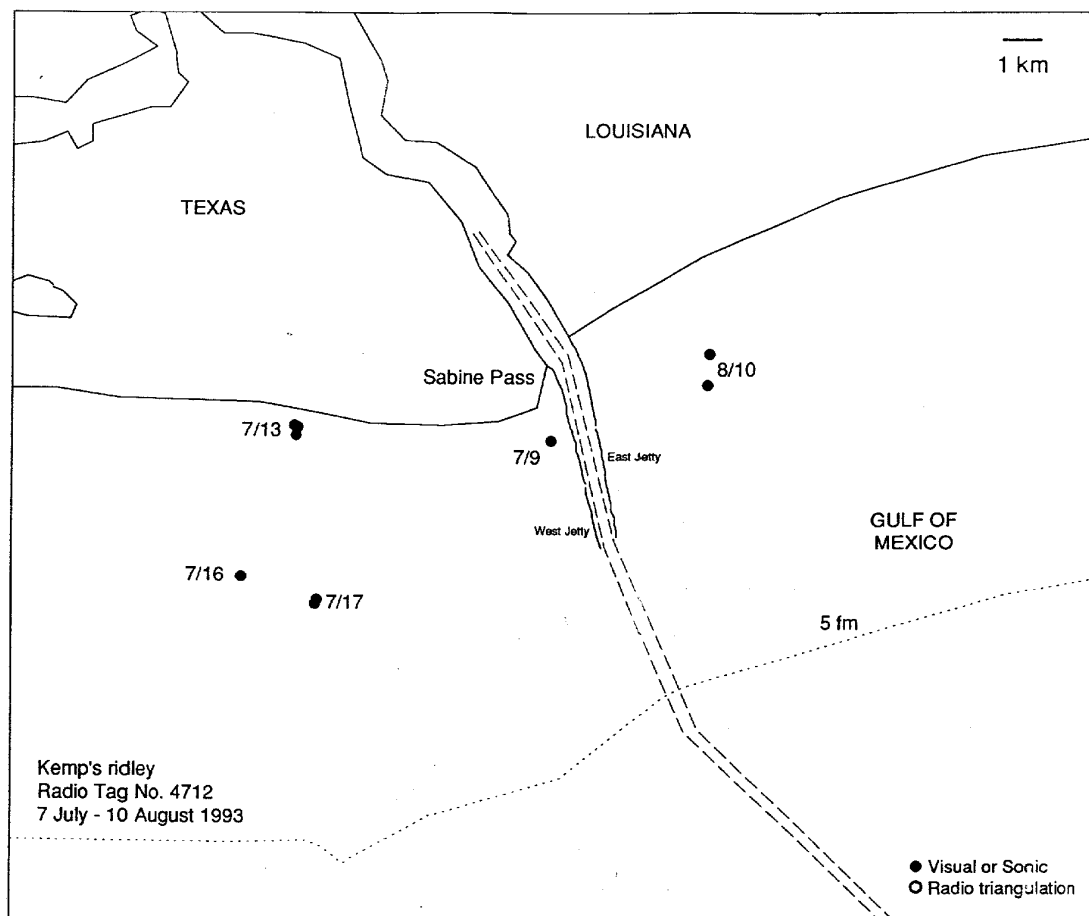 1 km
LOUISIANA
TEXAS
Sabine Pass
8/10
7/13
7/9
East Jetty
West Jetty
GULF OF
MEXICO
7/16
7/17
5 fm
Kemp's ridley
Radio Tag No. 4712
7 July - 10 August 1993
Visual or Sonic
Radio triangulation